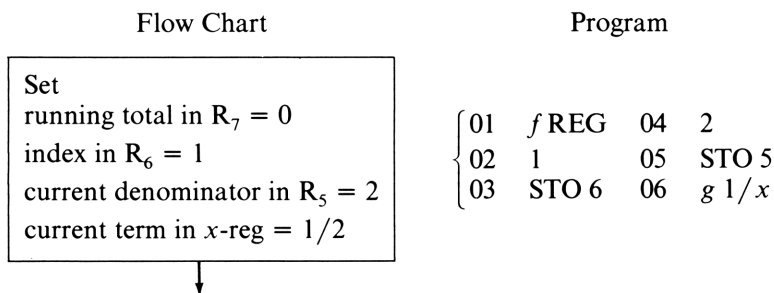 Flow Chart
Program
Set
running total in R₇ = 0
index in R₆ = 1
current denominator in R₅ = 2
current term in x-reg = 1/2
01 f REG 04 2
02 1 05 STO 5
03 STO 6 06 g 1/x